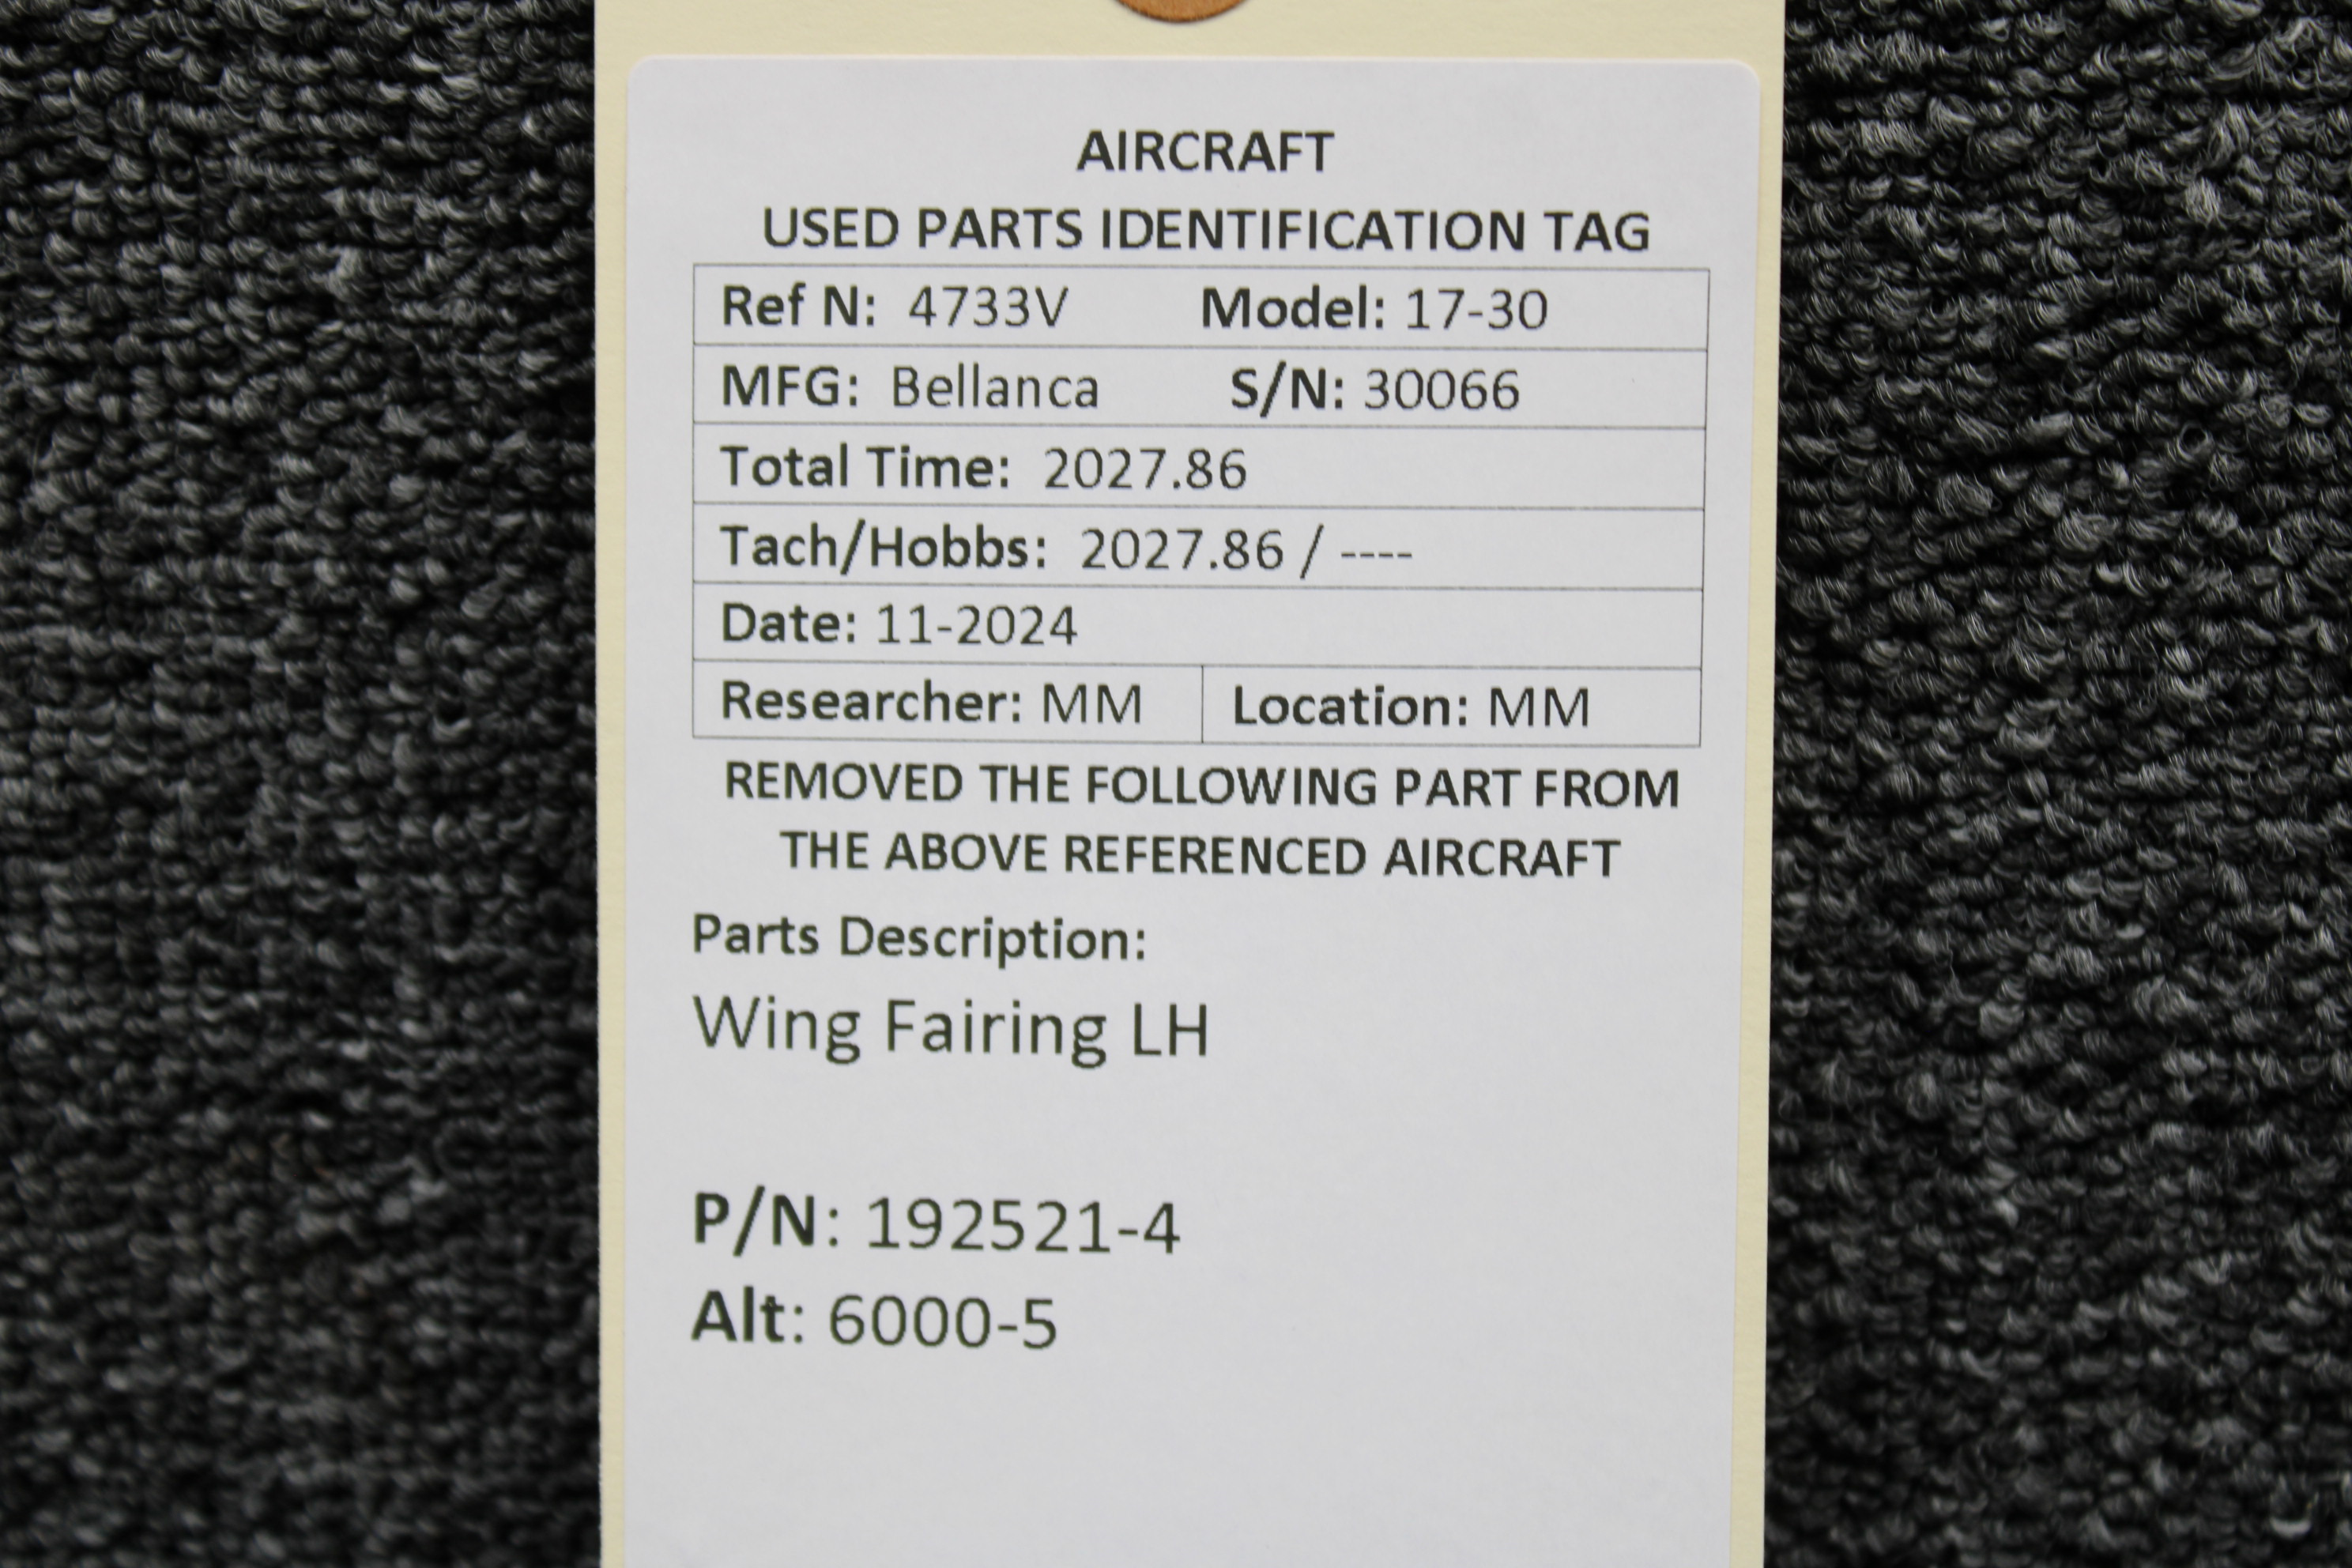 AIRCRAFT
USED PARTS IDENTIFICATION TAG
Ref N: 4733V Model: 17-30
MFG: Bellanca S/N: 30066
Total Time: 2027.86
Tach/Hobbs: 2027.86 / ----
Date: 11-2024
Researcher: MM Location: MM
REMOVED THE FOLLOWING PART FROM
THE ABOVE REFERENCED AIRCRAFT
Parts Description:
Wing Fairing LH
P/N: 192521-4
Alt: 6000-5